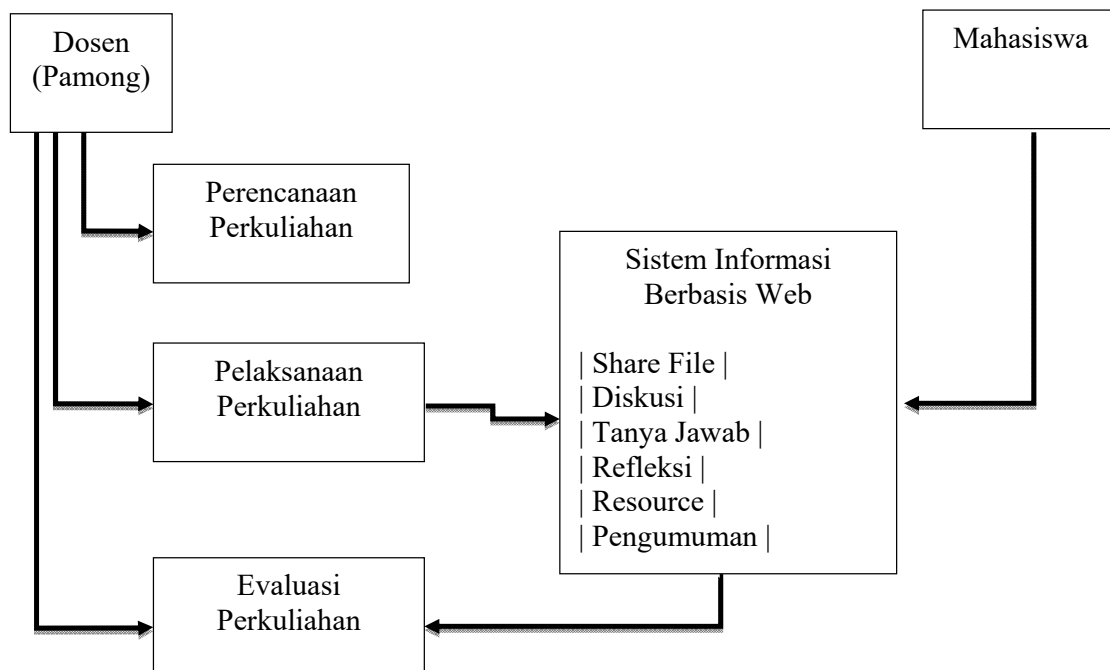 Dosen
(Pamong)
Mahasiswa
Perencanaan
Perkuliahan
Sistem Informasi
Berbasis Web
| Share File |
| Diskusi |
| Tanya Jawab |
| Refleksi |
| Resource |
| Pengumuman |
Pelaksanaan
Perkuliahan
Evaluasi
Perkuliahan